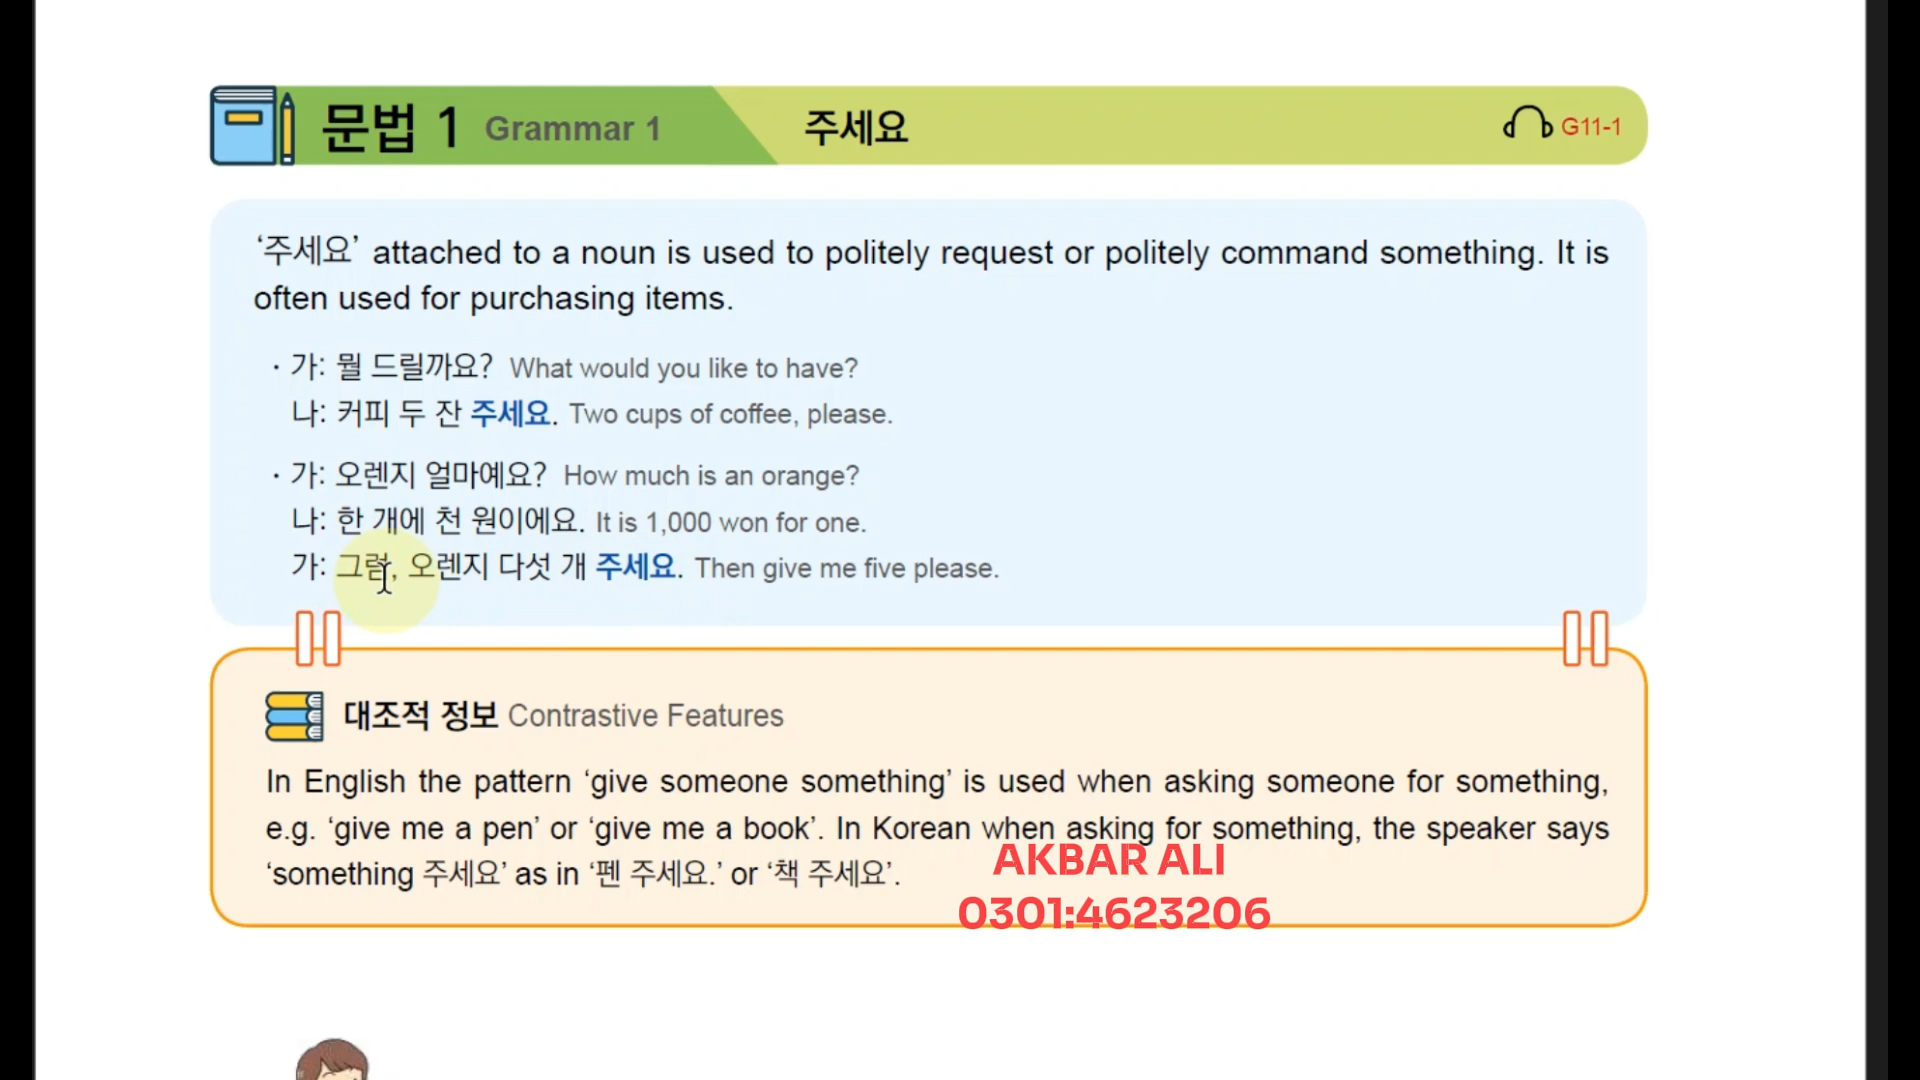 문법 1 Grammar 1 주세요 G11-1
‘주세요’ attached to a noun is used to politely request or politely command something. It is
often used for purchasing items.
· 가: 뭘 드릴까요? What would you like to have?
나: 커피 두 잔 주세요. Two cups of coffee, please.
· 가: 오렌지 얼마예요? How much is an orange?
나: 한 개에 천 원이에요. It is 1,000 won for one.
가: 그럼, 오렌지 다섯 개 주세요. Then give me five please.
대조적 정보 Contrastive Features
In English the pattern ‘give someone something’ is used when asking someone for something,
e.g. ‘give me a pen’ or ‘give me a book’. In Korean when asking for something, the speaker says
‘something 주세요’ as in ‘펜 주세요.’ or ‘책 주세요’.
AKBAR ALI
0301:4623206